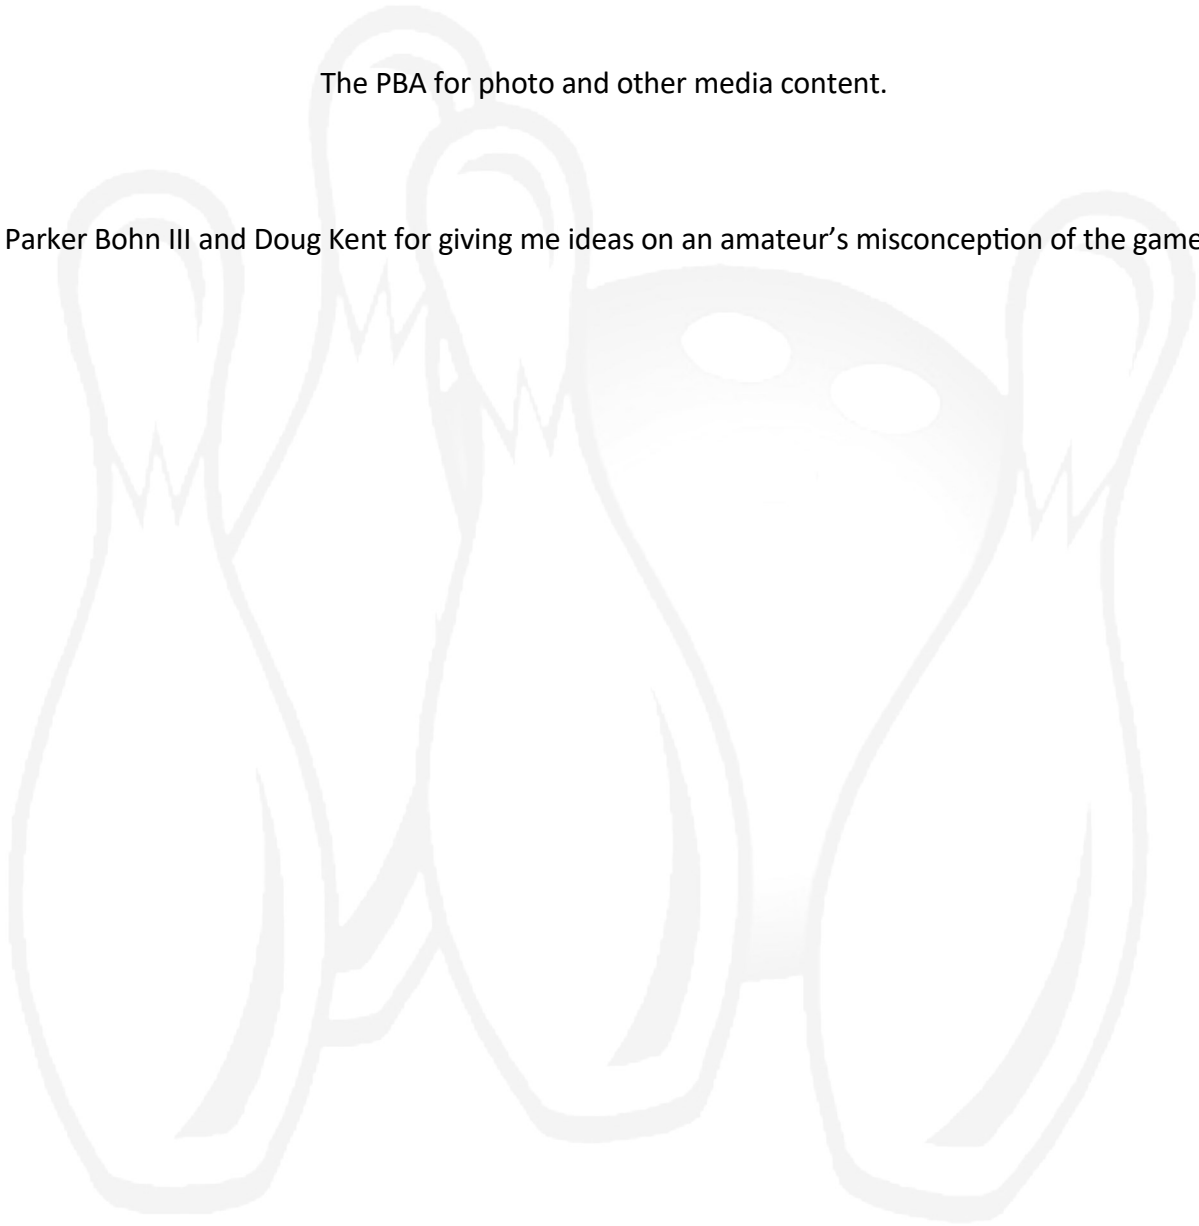 The PBA for photo and other media content.
Parker Bohn III and Doug Kent for giving me ideas on an amateur’s misconception of the game